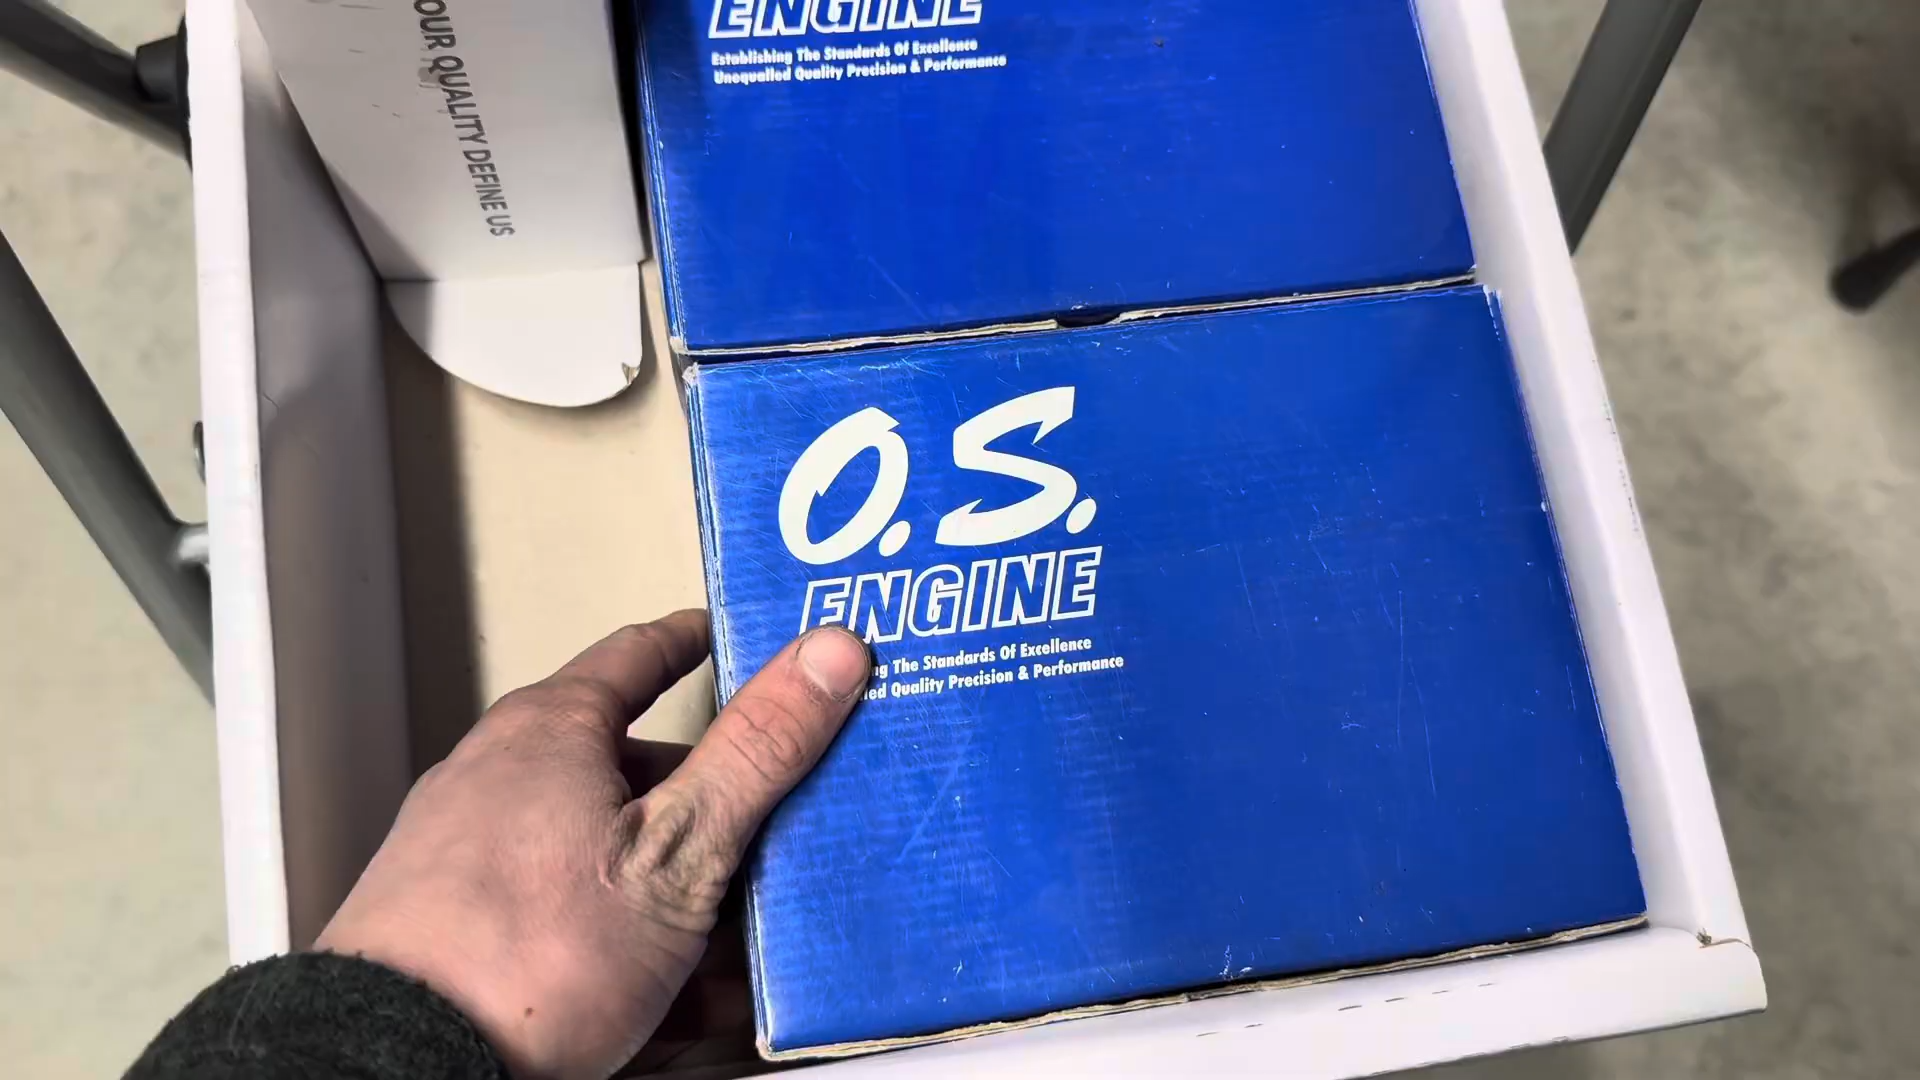 OUR QUALITY DEFINE US
ENGINE
Establishing The Standards Of Excellence
Unequalled Quality Precision & Performance
O.S.
ENGINE
The Standards Of Excellence
Quality Precision & Performance